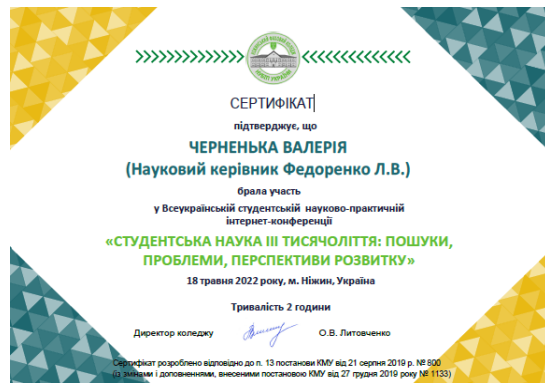 СЕРТИФІКАТ
підтверджує, що
ЧЕРНЕНЬКА ВАЛЕРІЯ
(Науковий керівник Федоренко Л.В.)
брала участь
у Всеукраїнській студентській науково-практичній
інтернет-конференції
«СТУДЕНТСЬКА НАУКА ІІІ ТИСЯЧОЛІТТЯ: ПОШУКИ,
ПРОБЛЕМИ, ПЕРСПЕКТИВИ РОЗВИТКУ»
18 травня 2022 року, м. Ніжин, Україна
Тривалість 2 години
Директор коледжу О.В. Литовченко
Сертифікат розроблено відповідно до п. 13 постанови КМУ від 21 серпня 2019 р. № 800
(із змінами і доповненнями, внесеними постановою КМУ від 27 грудня 2019 року № 1133)